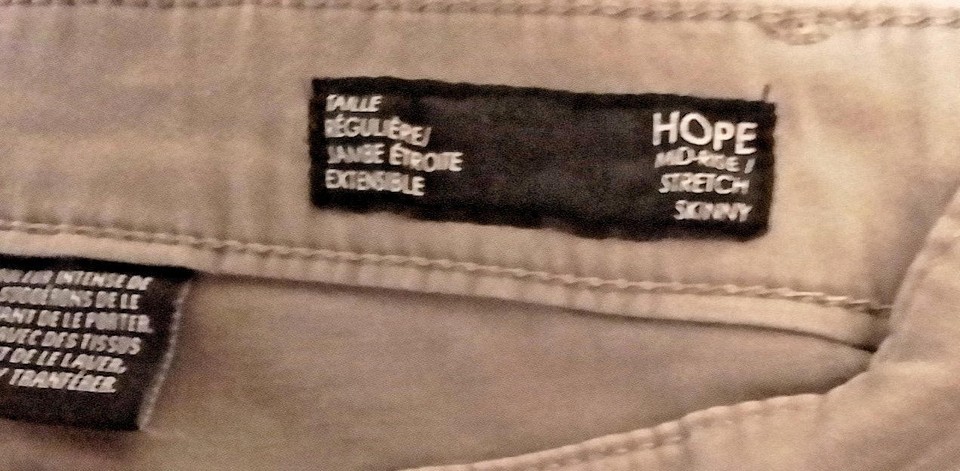 TAILLE
RÉGULIÈRE/
JAMBE ÉTROITE
EXTENSIBLE
HOPE
MID-RISE /
STRETCH
SKINNY
INTENSE DE
DE LE
DE LE PORTER.
AVEC DES TISSUS
T DE LE LAVER.
TRANFÉRER.